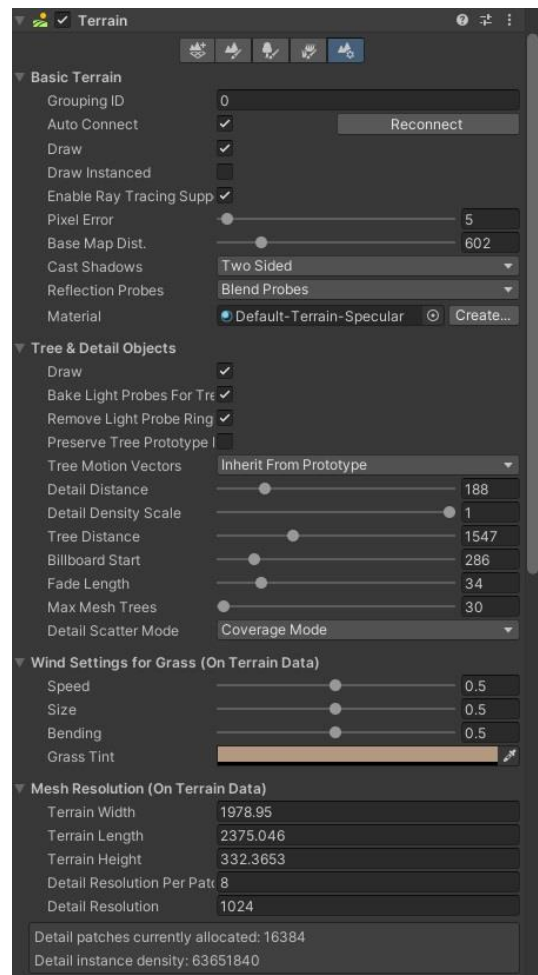 Terrain
Basic Terrain
Grouping ID 0
Auto Connect Reconnect
Draw
Draw Instanced
Enable Ray Tracing Supp
Pixel Error 5
Base Map Dist. 602
Cast Shadows Two Sided
Reflection Probes Blend Probes
Material Default-Terrain-Specular Create...
Tree & Detail Objects
Draw
Bake Light Probes For Tre
Remove Light Probe Ring
Preserve Tree Prototype l
Tree Motion Vectors Inherit From Prototype
Detail Distance 188
Detail Density Scale 1
Tree Distance 1547
Billboard Start 286
Fade Length 34
Max Mesh Trees 30
Detail Scatter Mode Coverage Mode
Wind Settings for Grass (On Terrain Data)
Speed 0.5
Size 0.5
Bending 0.5
Grass Tint
Mesh Resolution (On Terrain Data)
Terrain Width 1978.95
Terrain Length 2375.046
Terrain Height 332.3653
Detail Resolution Per Patc 8
Detail Resolution 1024
Detail patches currently allocated: 16384
Detail instance density: 63651840